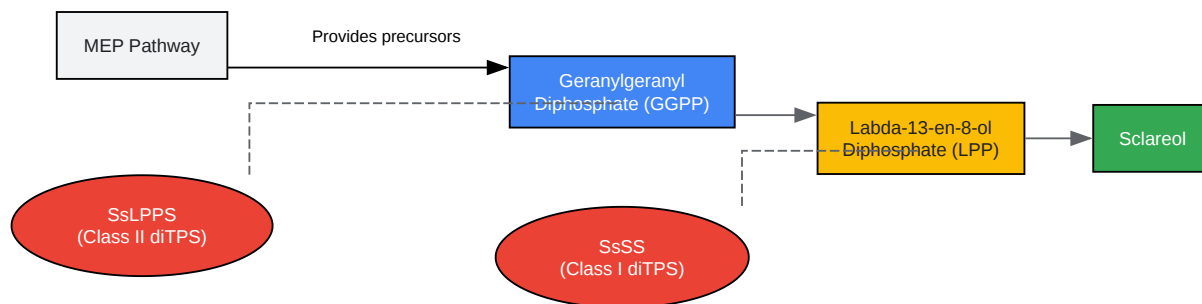 MEP Pathway
Provides precursors
Geranylgeranyl
Diphosphate (GGPP)
Labda-13-en-8-ol
Diphosphate (LPP)
Sclareol
SsLPPS
(Class II diTPS)
SsSS
(Class I diTPS)